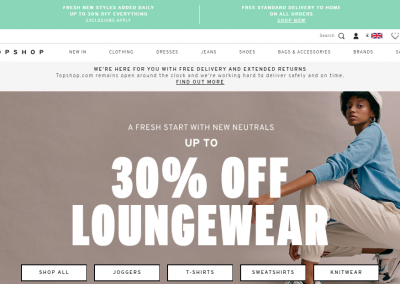 FRESH NEW STYLES ADDED DAILY
UP TO 30% OFF EVERYTHING
EXCLUSIONS APPLY
FREE STANDARD DELIVERY TO HOME
ON ALL ORDERS
SHOP NOW
Search
£
OPSHOP
NEW IN
CLOTHING
DRESSES
JEANS
SHOES
BAGS & ACCESSORIES
BRANDS
WE'RE HERE FOR YOU WITH FREE DELIVERY AND EXTENDED RETURNS
Topshop.com remains open around the clock and we're working hard to deliver safely and on time.
FIND OUT MORE
A FRESH START WITH NEW NEUTRALS
UP TO
30% OFF
LOUNGEWEAR
SHOP ALL
JOGGERS
T-SHIRTS
SWEATSHIRTS
KNITWEAR